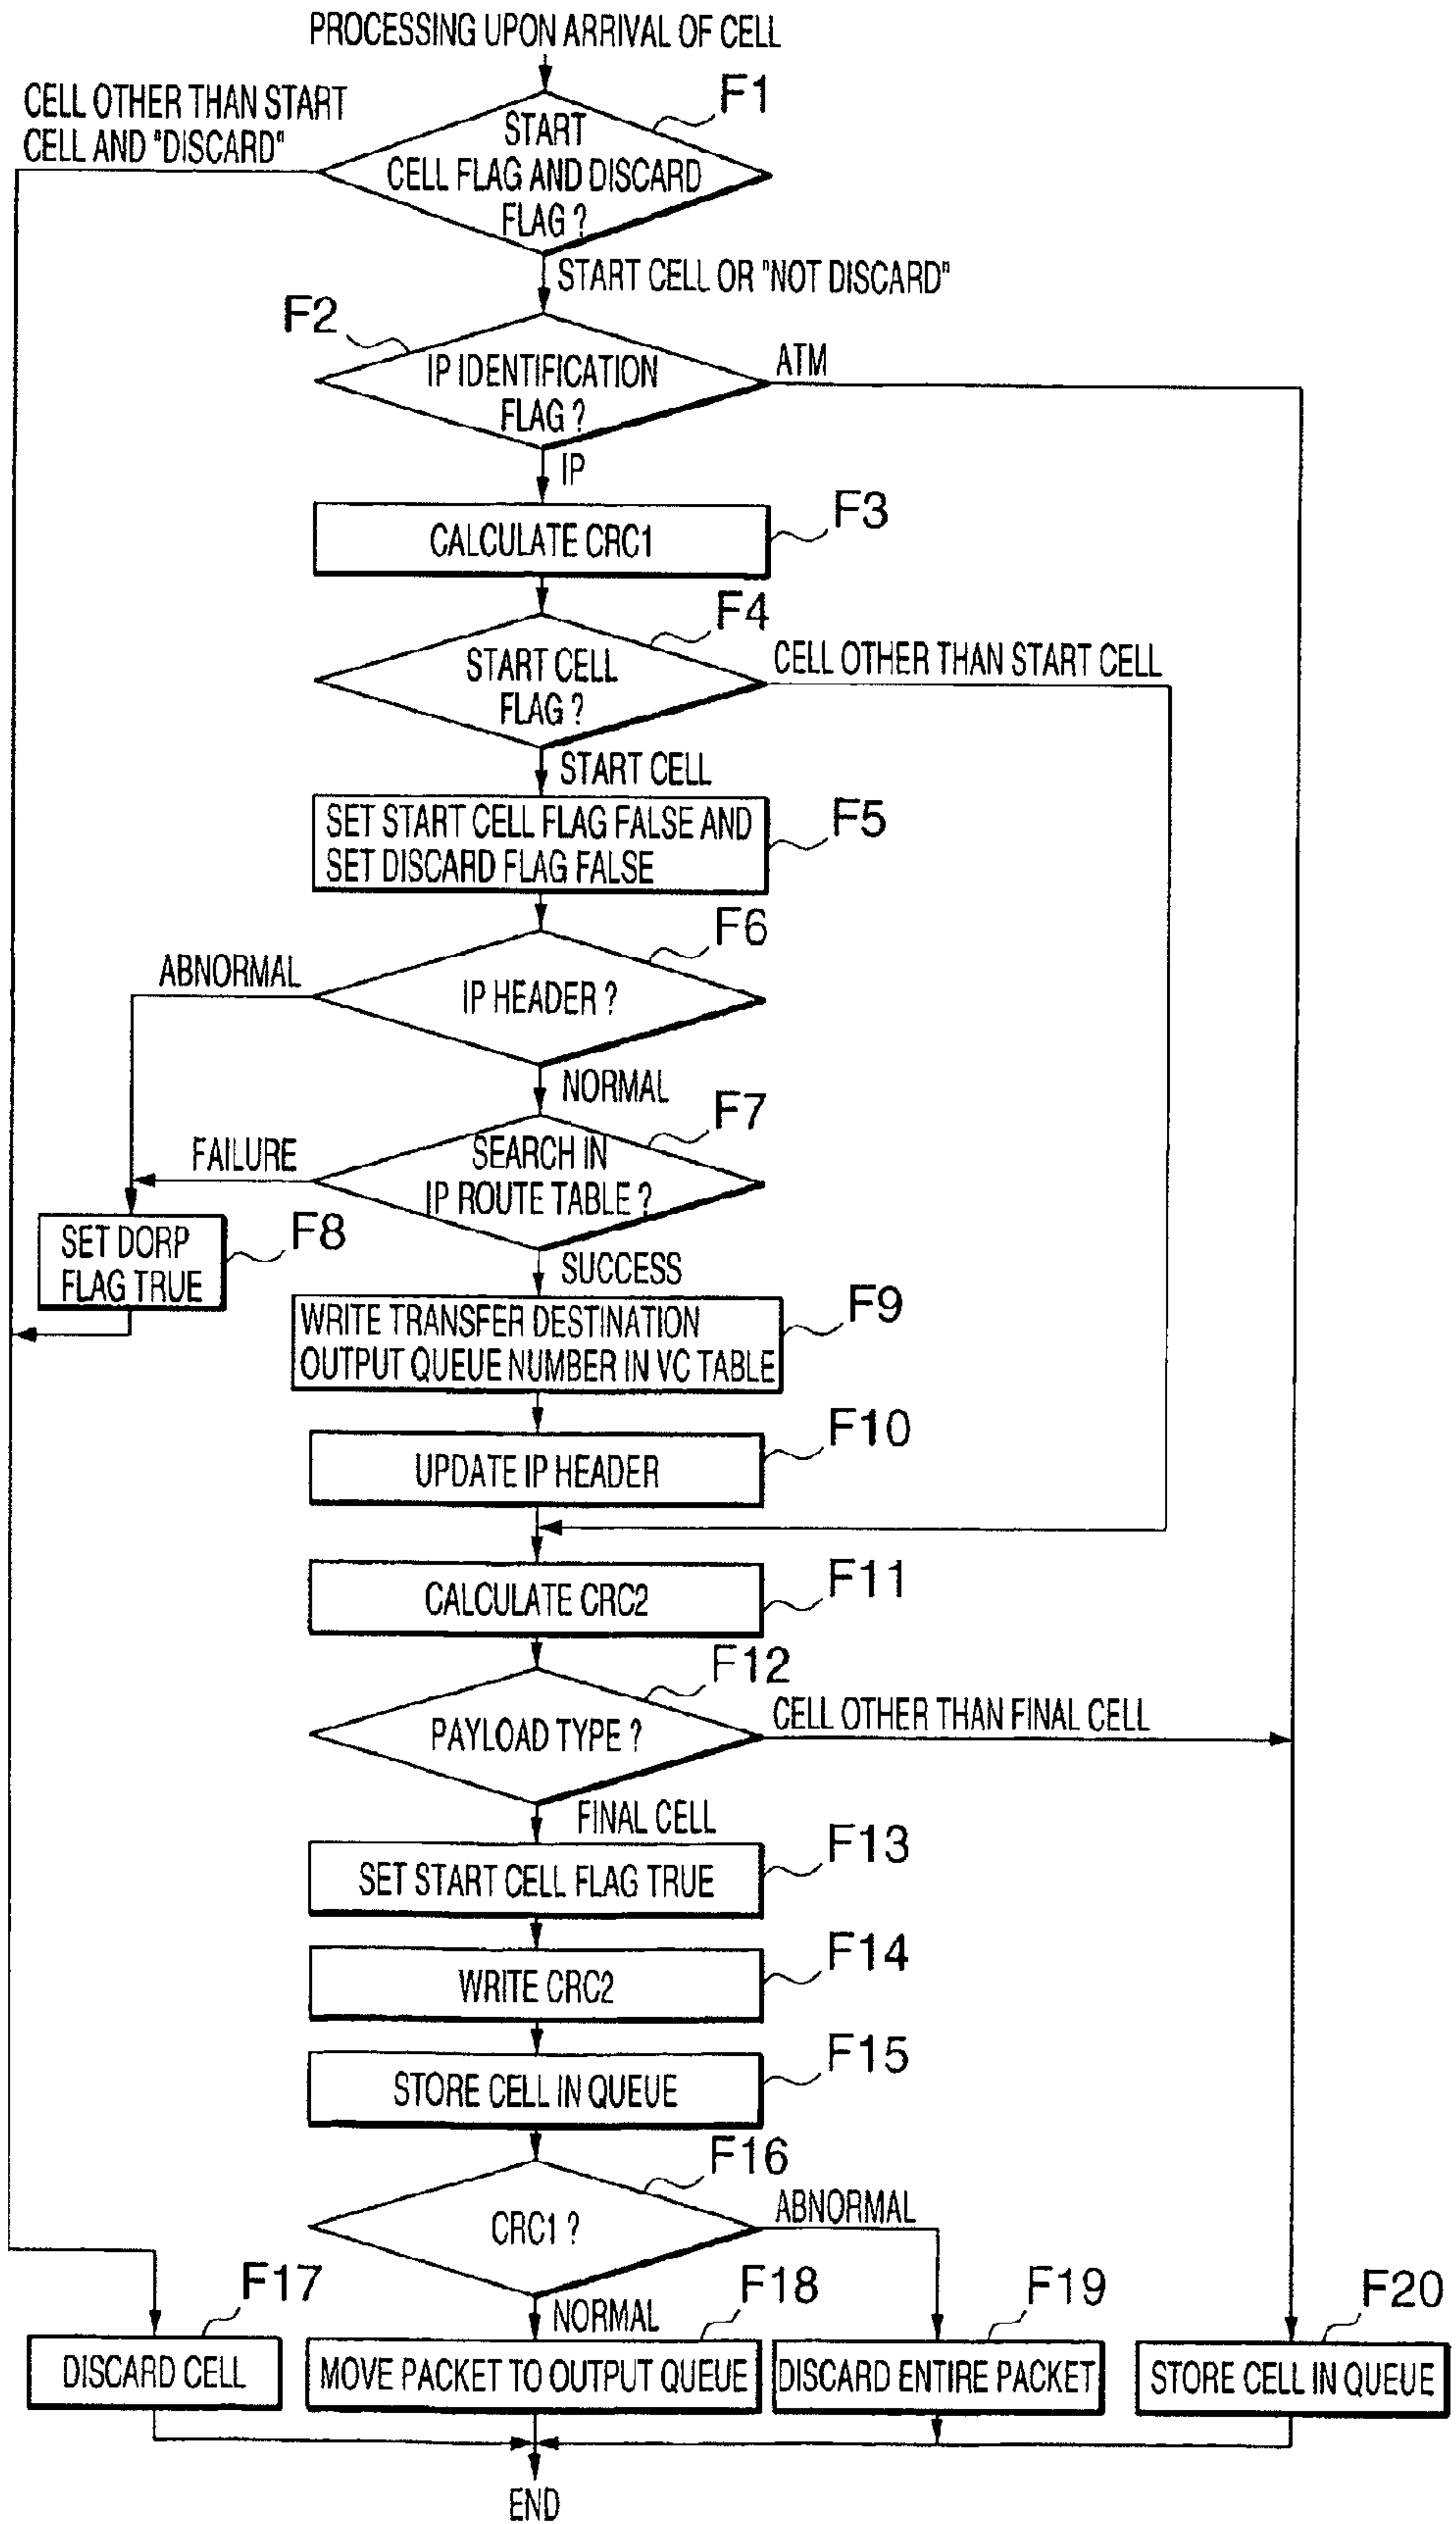 PROCESSING UPON ARRIVAL OF CELL
CELL OTHER THAN START
CELL AND "DISCARD"
F1
START
CELL FLAG AND DISCARD
FLAG ?
START CELL OR "NOT DISCARD"
F2
IP IDENTIFICATION
FLAG ?
ATM
IP
F3
CALCULATE CRC1
F4
START CELL
FLAG ?
CELL OTHER THAN START CELL
START CELL
F5
SET START CELL FLAG FALSE AND
SET DISCARD FLAG FALSE
F6
ABNORMAL
IP HEADER ?
NORMAL
F7
FAILURE
SEARCH IN
IP ROUTE TABLE ?
F8
SET DORP
FLAG TRUE
SUCCESS
F9
WRITE TRANSFER DESTINATION
OUTPUT QUEUE NUMBER IN VC TABLE
F10
UPDATE IP HEADER
F11
CALCULATE CRC2
F12
PAYLOAD TYPE ?
CELL OTHER THAN FINAL CELL
FINAL CELL
F13
SET START CELL FLAG TRUE
F14
WRITE CRC2
F15
STORE CELL IN QUEUE
F16
CRC1 ?
ABNORMAL
NORMAL
F17
DISCARD CELL
F18
MOVE PACKET TO OUTPUT QUEUE
F19
DISCARD ENTIRE PACKET
F20
STORE CELL IN QUEUE
END